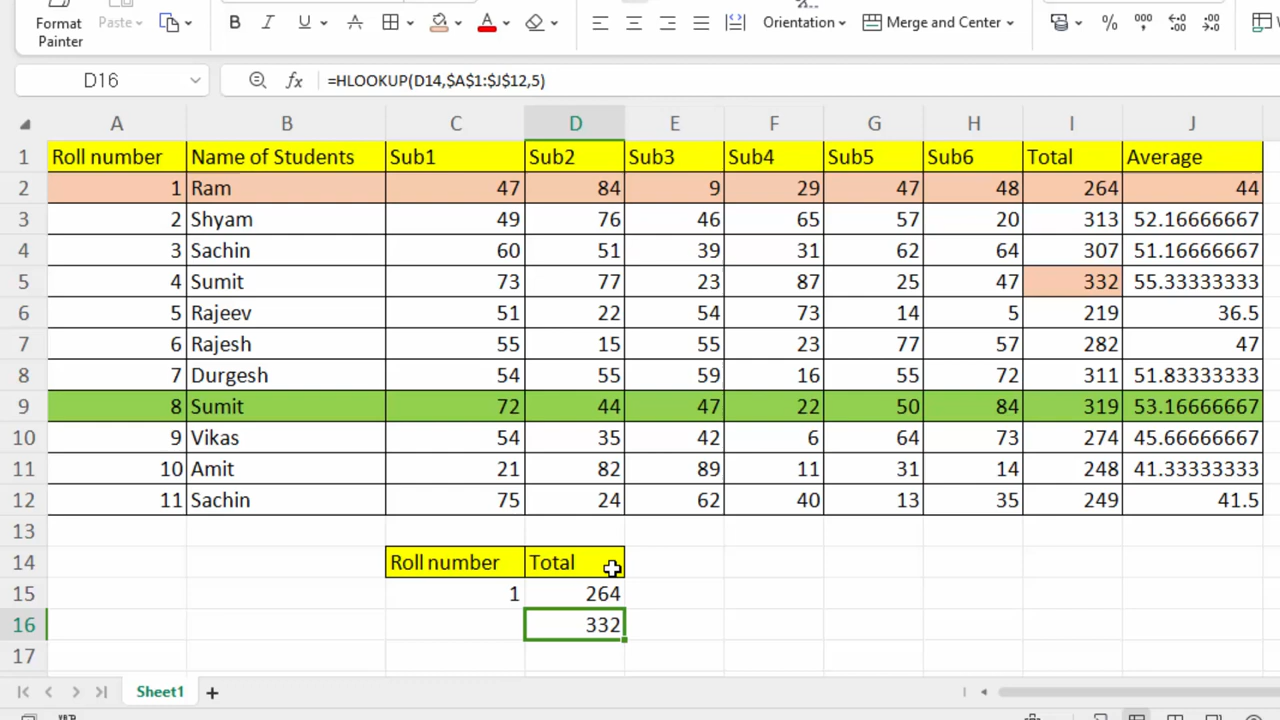 Format Painter
Paste
B I U A A
Orientation
Merge and Center
% 000 ,00 ,00
D16
fx =HLOOKUP(D14,$A$1:$J$12,5)
A B C D E F G H I J
1 Roll number Name of Students Sub1 Sub2 Sub3 Sub4 Sub5 Sub6 Total Average
2 1 Ram 47 84 9 29 47 48 264 44
3 2 Shyam 49 76 46 65 57 20 313 52.16666667
4 3 Sachin 60 51 39 31 62 64 307 51.16666667
5 4 Sumit 73 77 23 87 25 47 332 55.33333333
6 5 Rajeev 51 22 54 73 14 5 219 36.5
7 6 Rajesh 55 15 55 23 77 57 282 47
8 7 Durgesh 54 55 59 16 55 72 311 51.83333333
9 8 Sumit 72 44 47 22 50 84 319 53.16666667
10 9 Vikas 54 35 42 6 64 73 274 45.66666667
11 10 Amit 21 82 89 11 31 14 248 41.33333333
12 11 Sachin 75 24 62 40 13 35 249 41.5
13
14 Roll number Total
15 1 264
16 332
17
Sheet1